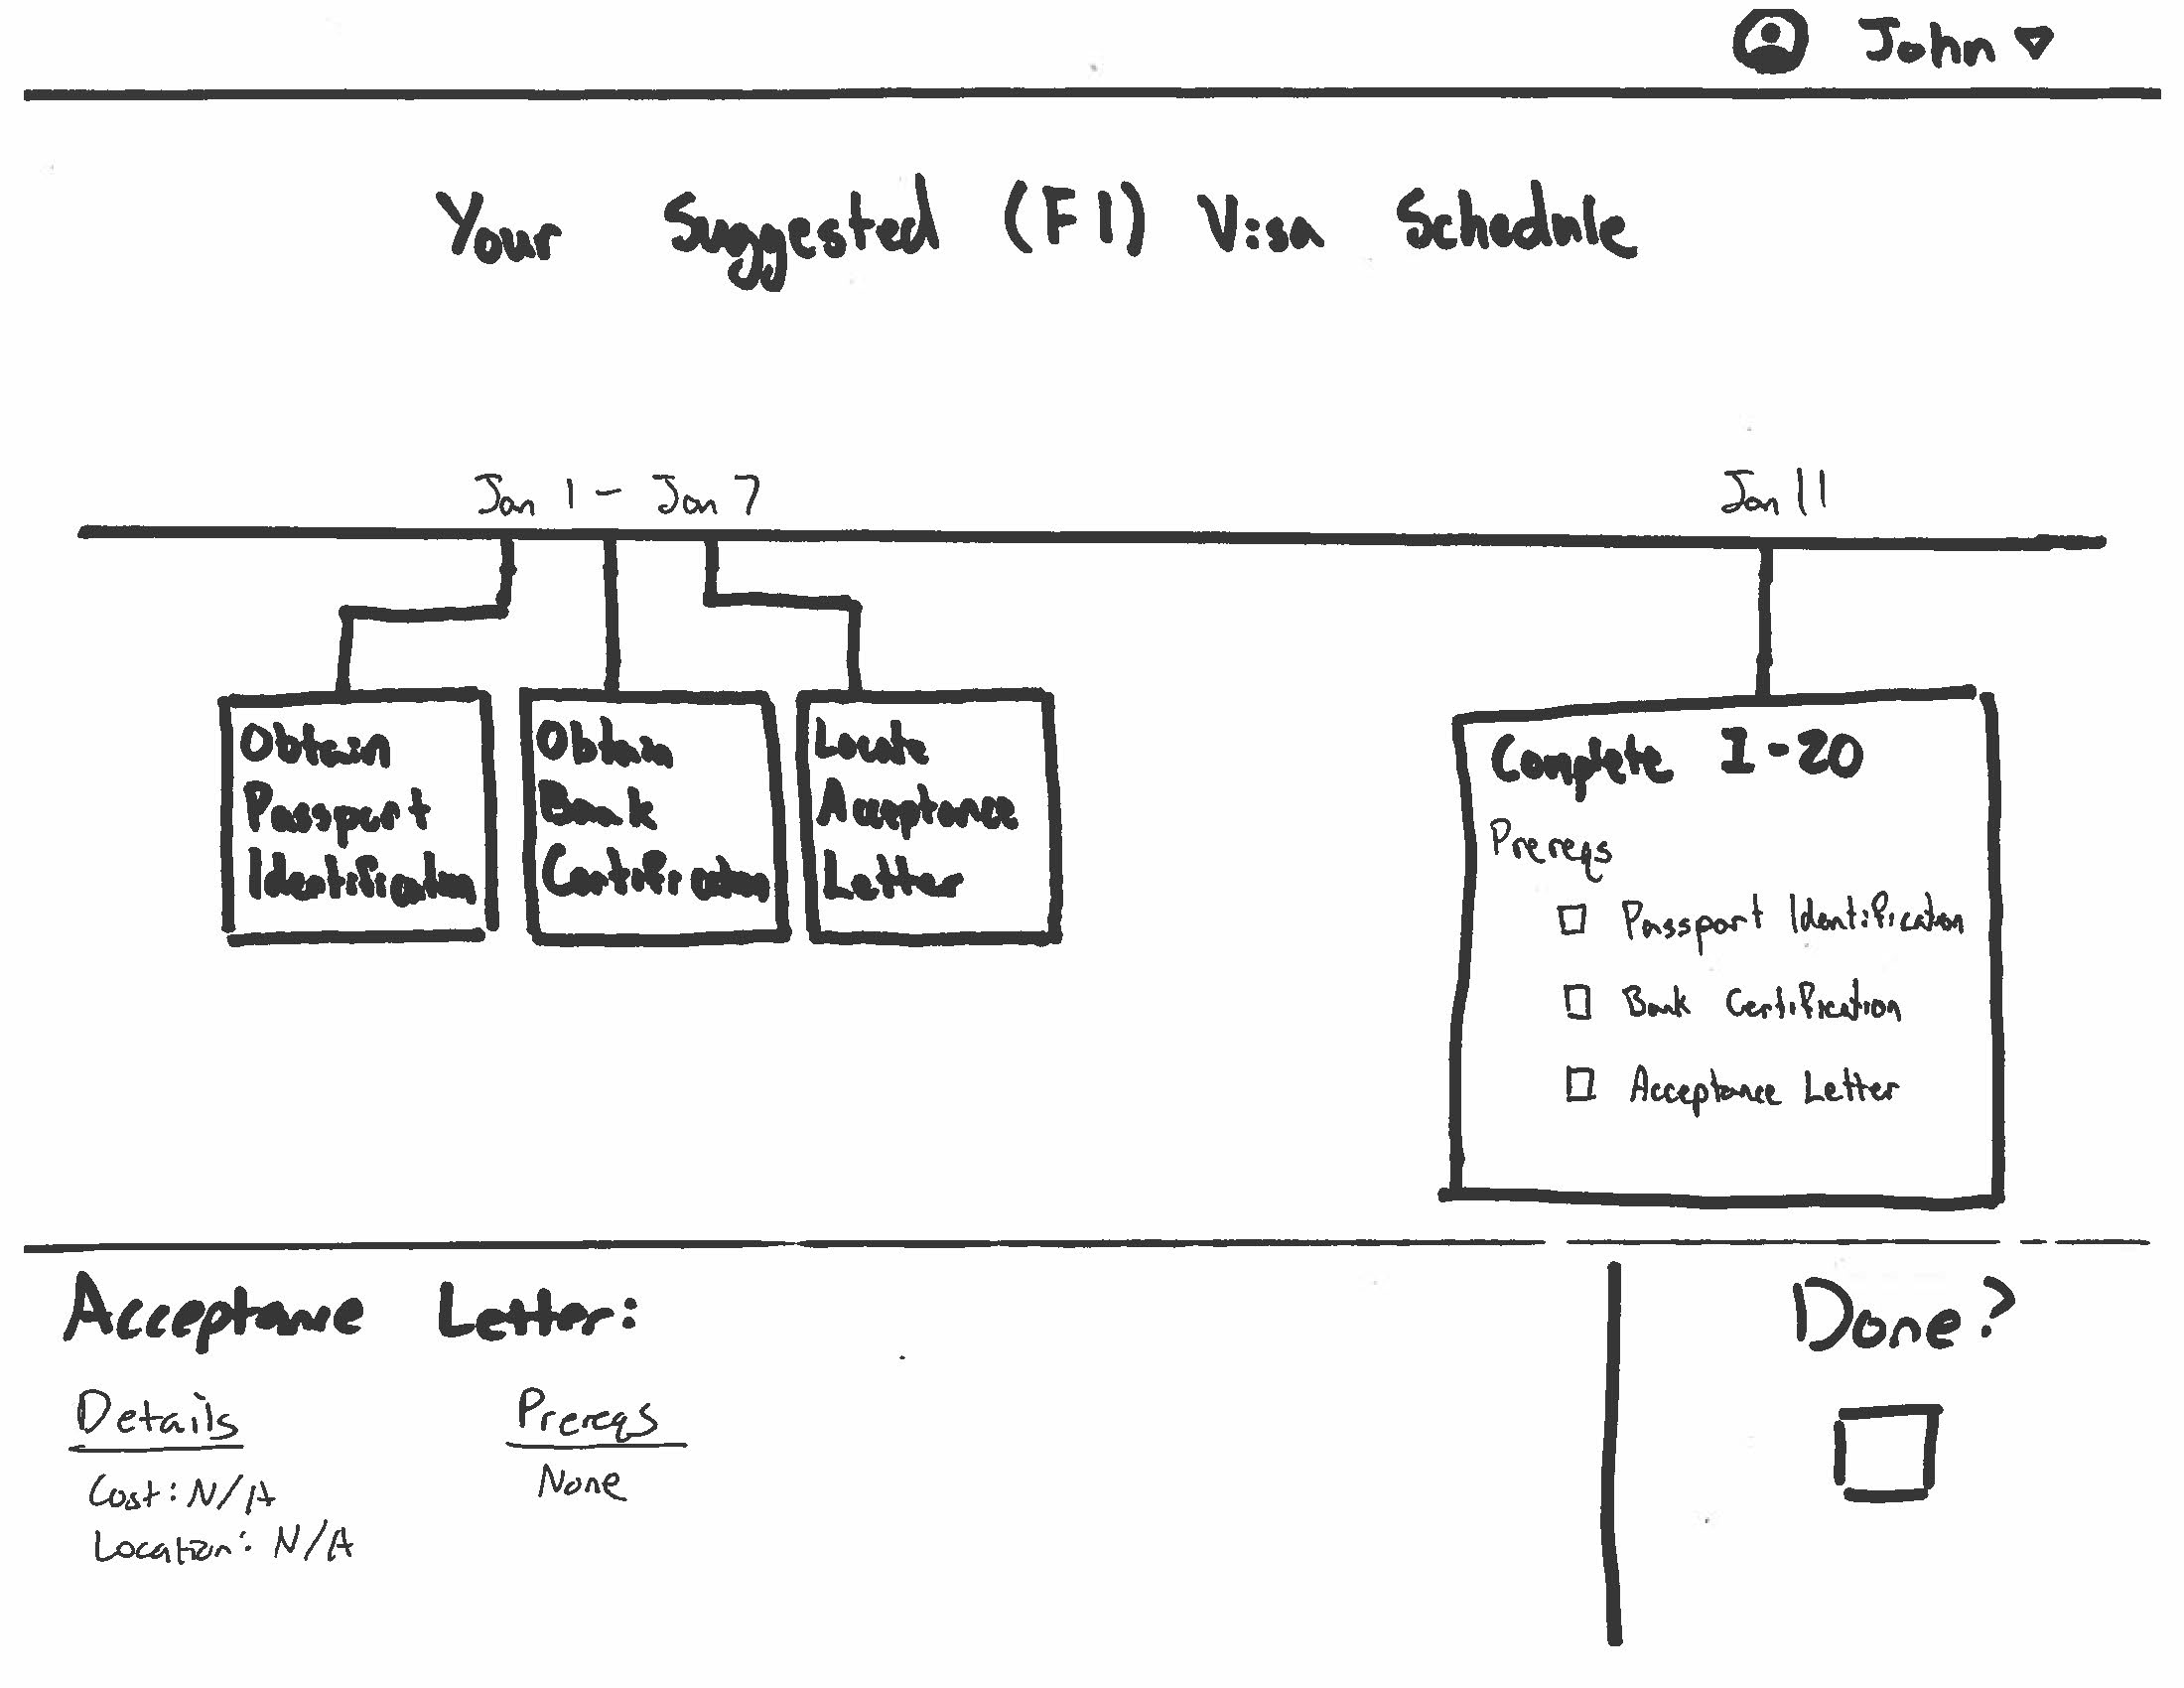 John
Your Suggested (F1) Visa Schedule
Jan 1 - Jan 7
Jan 11
Obtain
Passport
Identification
Obtain
Bank
Certification
Locate
Acceptance
Letter
Complete I-20
Prereqs
Passport Identification
Bank Certification
Acceptance Letter
Acceptance Letter:
Details
Cost: N/A
Location: N/A
Prereqs
None
Done?